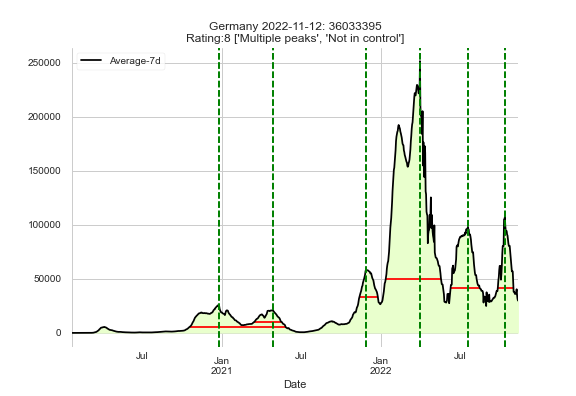 Germany 2022-11-12: 36033395
Rating:8 ['Multiple peaks', 'Not in control']
Average-7d
250000
200000
150000
100000
50000
0
Jul
Jan
2021
Jul
Jan
2022
Jul
Date